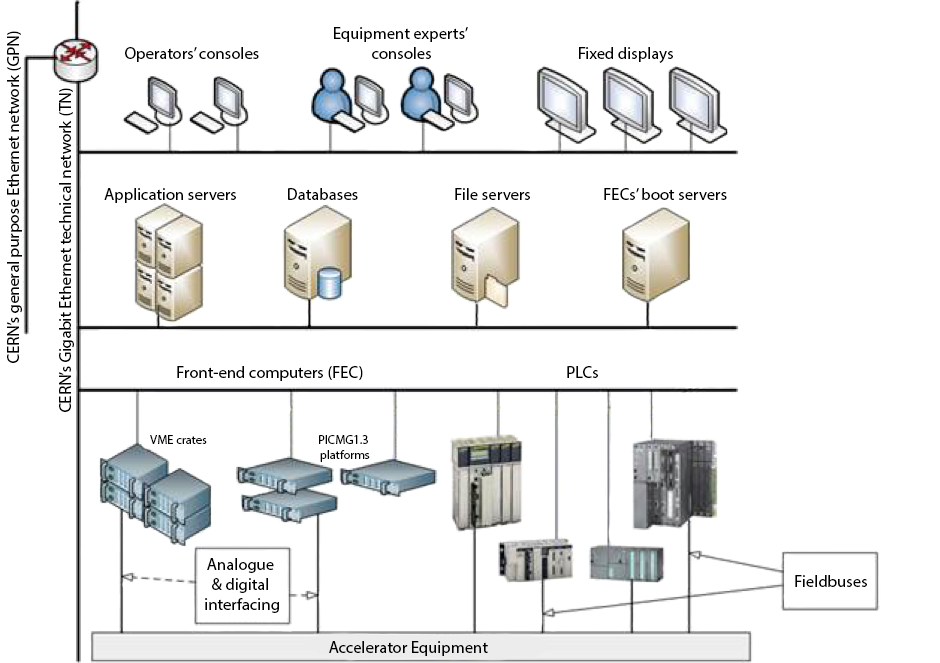 CERN's general purpose Ethernet network (GPN)
CERN's Gigabit Ethernet technical network (TN)
Operators' consoles
Equipment experts'
consoles
Fixed displays
Application servers
Databases
File servers
FECs' boot servers
Front-end computers (FEC)
PLCs
VME crates
PICMG1.3
platforms
Analogue
& digital
interfacing
Fieldbuses
Accelerator Equipment